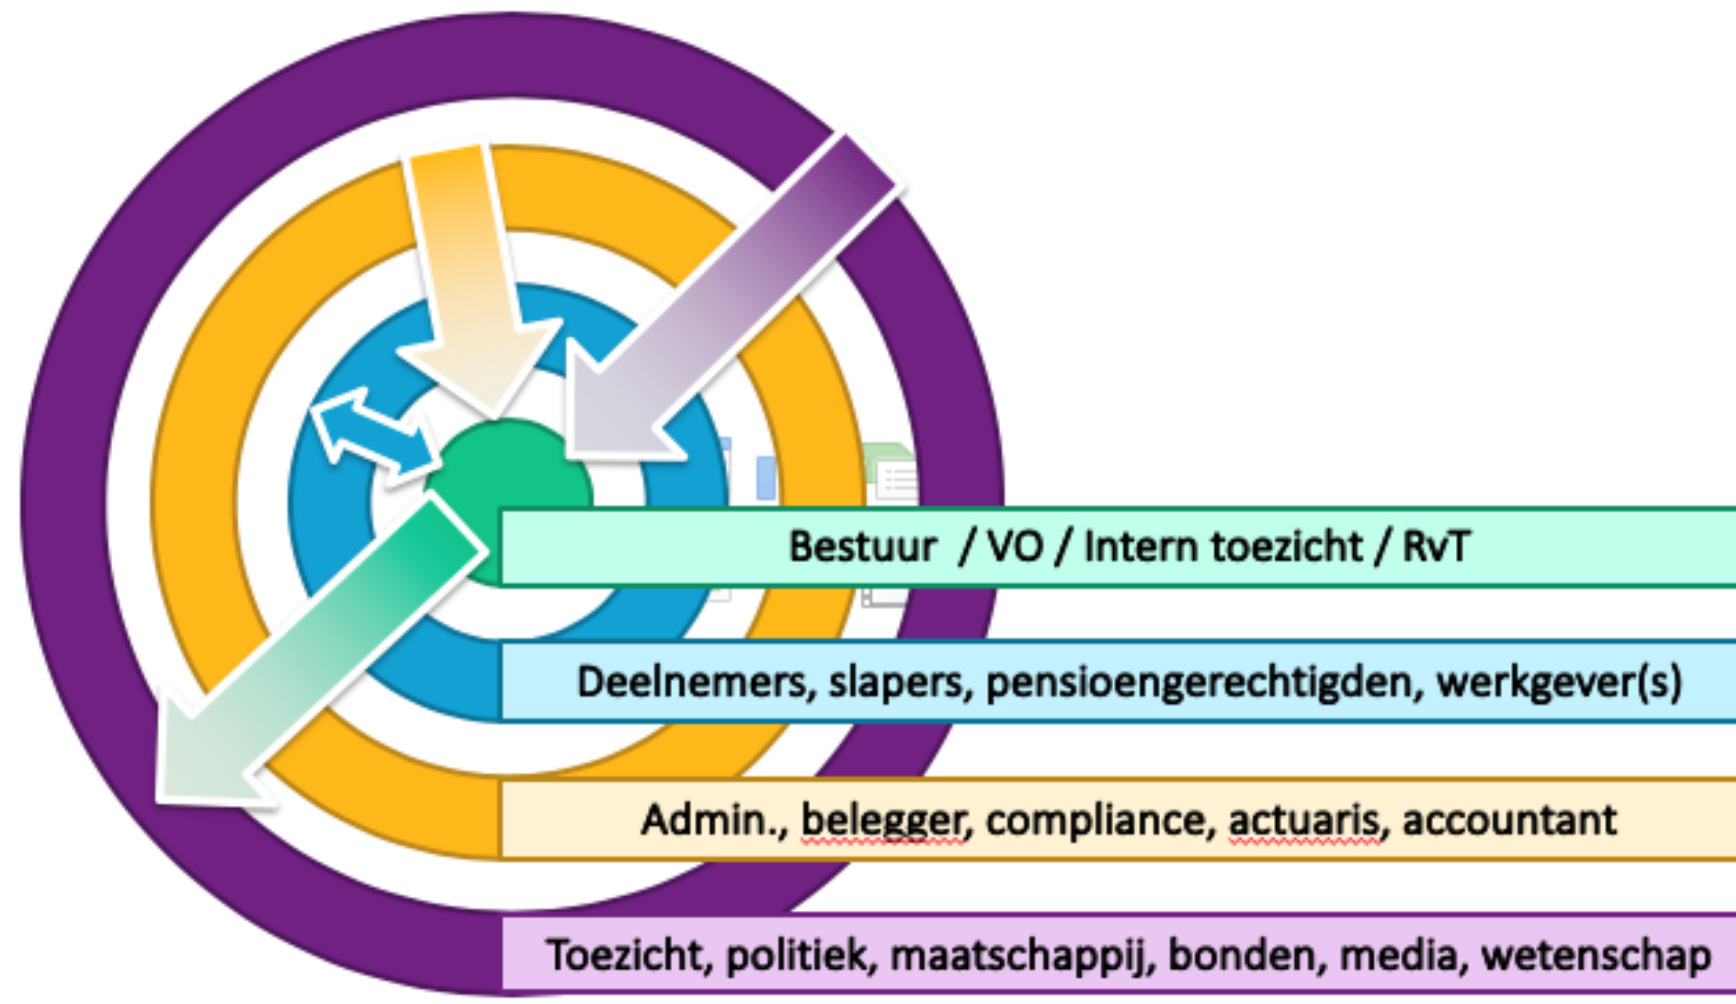 Bestuur / VO / Intern toezicht / RvT
Deelnemers, slapers, pensioengerechtigden, werkgever(s)
Admin., belegger, compliance, actuaris, accountant
Toezicht, politiek, maatschappij, bonden, media, wetenschap